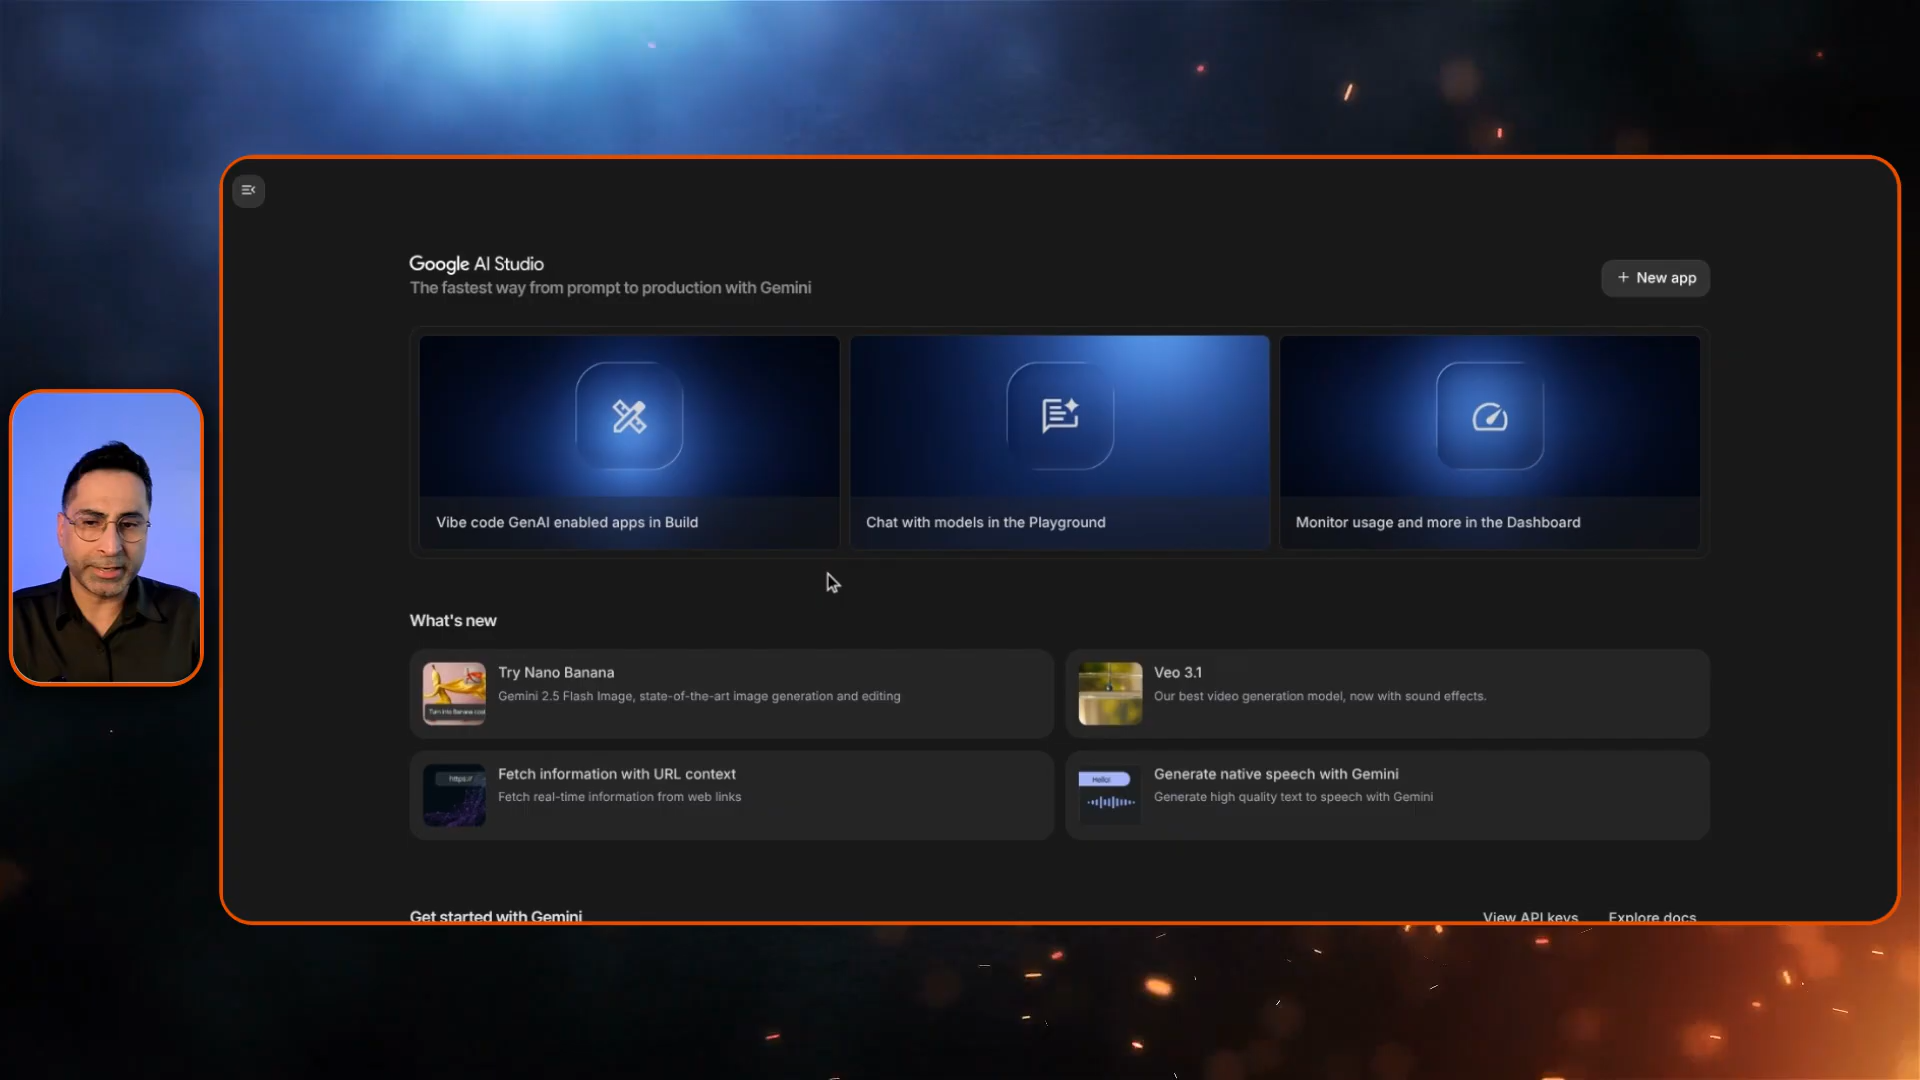 Google AI Studio
The fastest way from prompt to production with Gemini
+ New app
Vibe code GenAI enabled apps in Build
Chat with models in the Playground
Monitor usage and more in the Dashboard
What's new
Try Nano Banana
Gemini 2.5 Flash Image, state-of-the-art image generation and editing
Veo 3.1
Our best video generation model, now with sound effects.
https://
Fetch information with URL context
Fetch real-time information from web links
Hello!
Generate native speech with Gemini
Generate high quality text to speech with Gemini
Get started with Gemini
View API keys
Explore docs